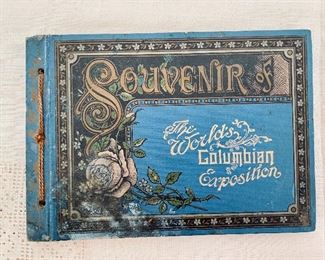 SOUVENIR OF
The
World's
Columbian
Exposition